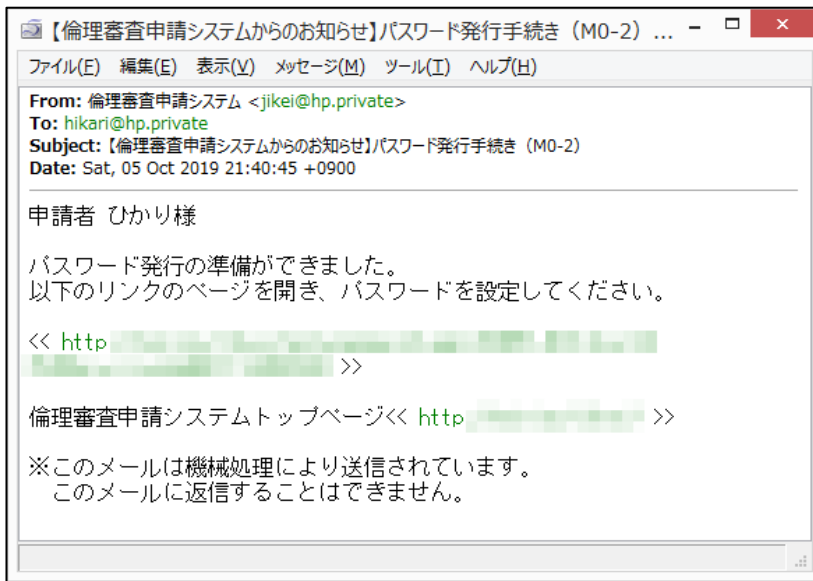 【倫理審査申請システムからのお知らせ】パスワード発行手続き（M0-2） ...
ファイル(F) 編集(E) 表示(V) メッセージ(M) ツール(T) ヘルプ(H)
From: 倫理審査申請システム <jikei@hp.private>
To: hikari@hp.private
Subject: 【倫理審査申請システムからのお知らせ】パスワード発行手続き（M0-2）
Date: Sat, 05 Oct 2019 21:40:45 +0900
申請者 ひかり様
パスワード発行の準備ができました。
以下のリンクのページを開き、パスワードを設定してください。
<< http
>>
倫理審査申請システムトップページ<< http >>
※このメールは機械処理により送信されています。
このメールに返信することはできません。